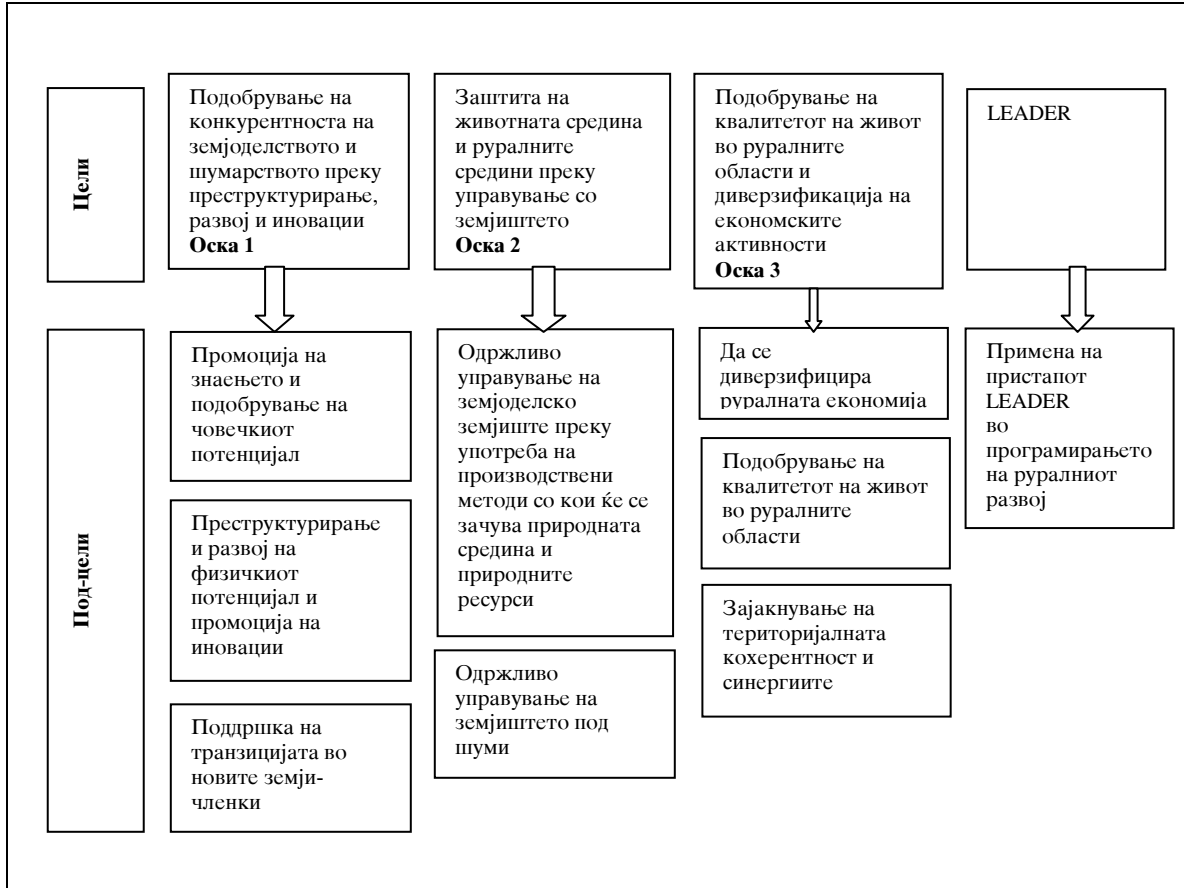 Цели
Подобрување на
конкурентноста на
земјоделството и
шумарството преку
преструктурирање,
развој и иновации
Оска 1
Заштита на
животната средина
и руралните
средини преку
управување со
земјиштето
Оска 2
Подобрување на
квалитетот на живот
во руралните
области и
диверзификација на
економските
активности
Оска 3
LEADER
Под-цели
Промоција на
знаењето и
подобрување на
човечкиот
потенцијал
Преструктурирање
и развој на
физичкиот
потенцијал и
промоција на
иновации
Поддршка на
транзицијата во
новите земји-
членки
Одржливо
управување на
земјоделско
земјиште преку
употреба на
производствени
методи со кои ќе се
зачува природната
средина и
природните
ресурси
Одржливо
управување на
земјиштето под
шуми
Да се
диверзифицира
руралната економија
Подобрување на
квалитетот на живот
во руралните
области
Зајакнување на
територијалната
кохерентност и
синергиите
Примена на
пристапот
LEADER
во
програмирањето
на руралниот
развој